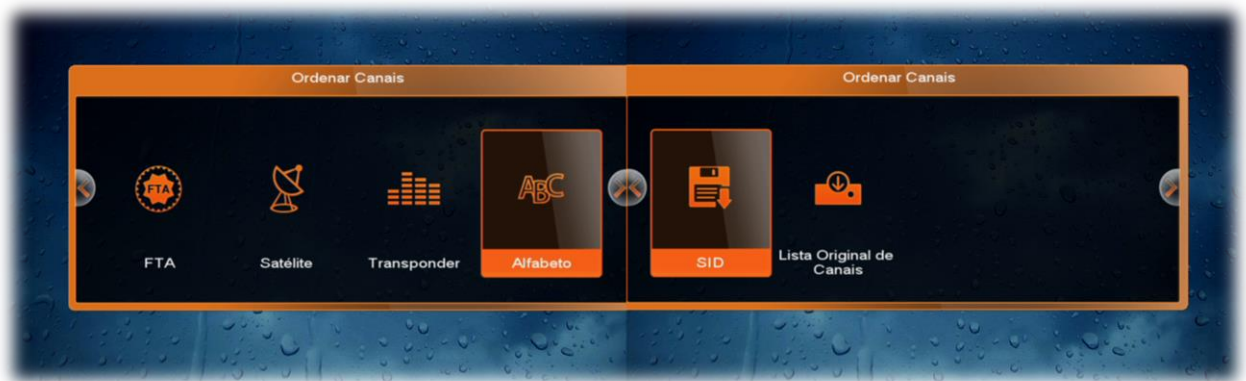 Ordenar Canais
FTA
FTA
Satélite
Transponder
ABC
Alfabeto
Ordenar Canais
SID
Lista Original de
Canais